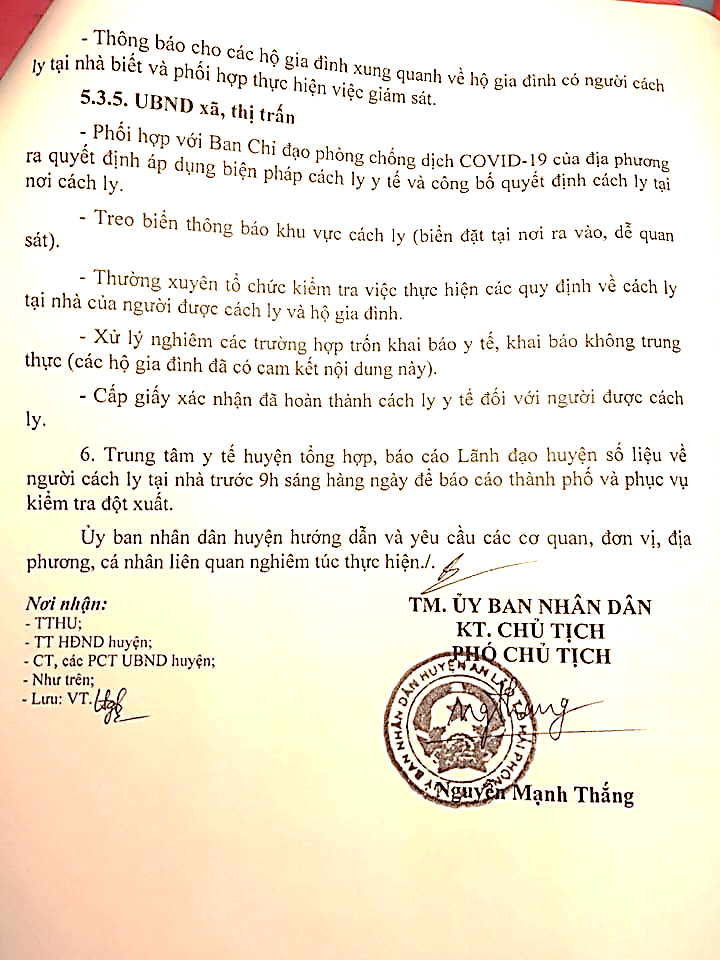 - Thông báo cho các hộ gia đình xung quanh về hộ gia đình có người cách
ly tại nhà biết và phối hợp thực hiện việc giám sát.
5.3.5. UBND xã, thị trấn
- Phối hợp với Ban Chỉ đạo phòng chống dịch COVID-19 của địa phương
ra quyết định áp dụng biện pháp cách ly y tế và công bố quyết định cách ly tại
nơi cách ly.
- Treo biển thông báo khu vực cách ly (biển đặt tại nơi ra vào, dễ quan
sát).
- Thường xuyên tổ chức kiểm tra việc thực hiện các quy định về cách ly
tại nhà của người được cách ly và hộ gia đình.
- Xử lý nghiêm các trường hợp trốn khai báo y tế, khai báo không trung
thực (các hộ gia đình đã có cam kết nội dung này).
- Cấp giấy xác nhận đã hoàn thành cách ly y tế đối với người được cách
ly.
6. Trung tâm y tế huyện tổng hợp, báo cáo Lãnh đạo huyện số liệu về
người cách ly tại nhà trước 9h sáng hàng ngày để báo cáo thành phố và phục vụ
kiểm tra đột xuất.
Ủy ban nhân dân huyện hướng dẫn và yêu cầu các cơ quan, đơn vị, địa
phương, cá nhân liên quan nghiêm túc thực hiện./.
Nơi nhận:
- TTHU;
- TT HĐND huyện;
- CT, các PCT UBND huyện;
- Như trên;
- Lưu: VT.
TM. ỦY BAN NHÂN DÂN
KT. CHỦ TỊCH
PHÓ CHỦ TỊCH
ỦY BAN NHÂN DÂN HUYỆN AN LÃO T.P HẢI PHÒNG
Nguyễn Mạnh Thắng